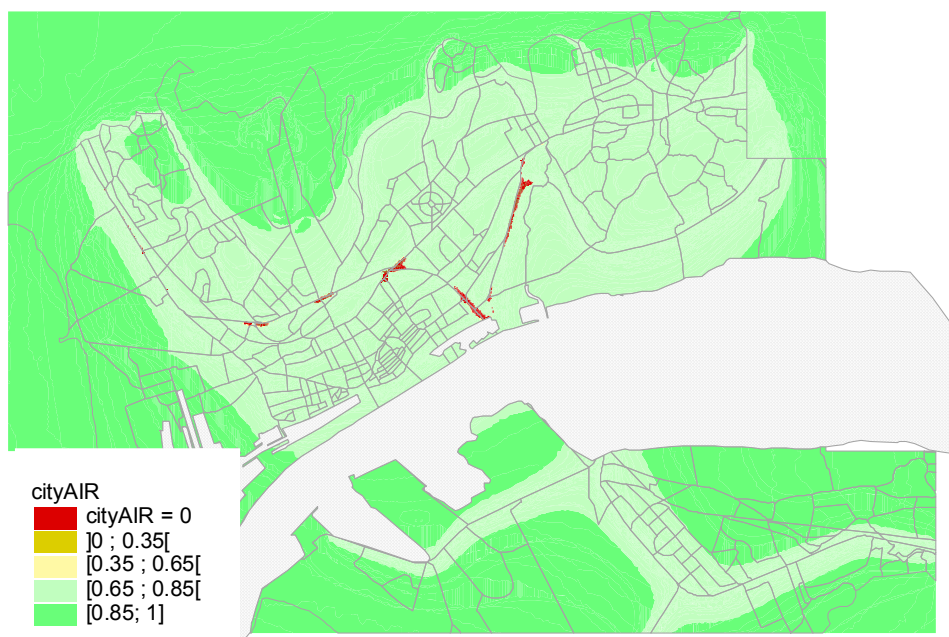 cityAIR
cityAIR = 0
]0 ; 0.35[
[0.35 ; 0.65[
[0.65 ; 0.85[
[0.85; 1]